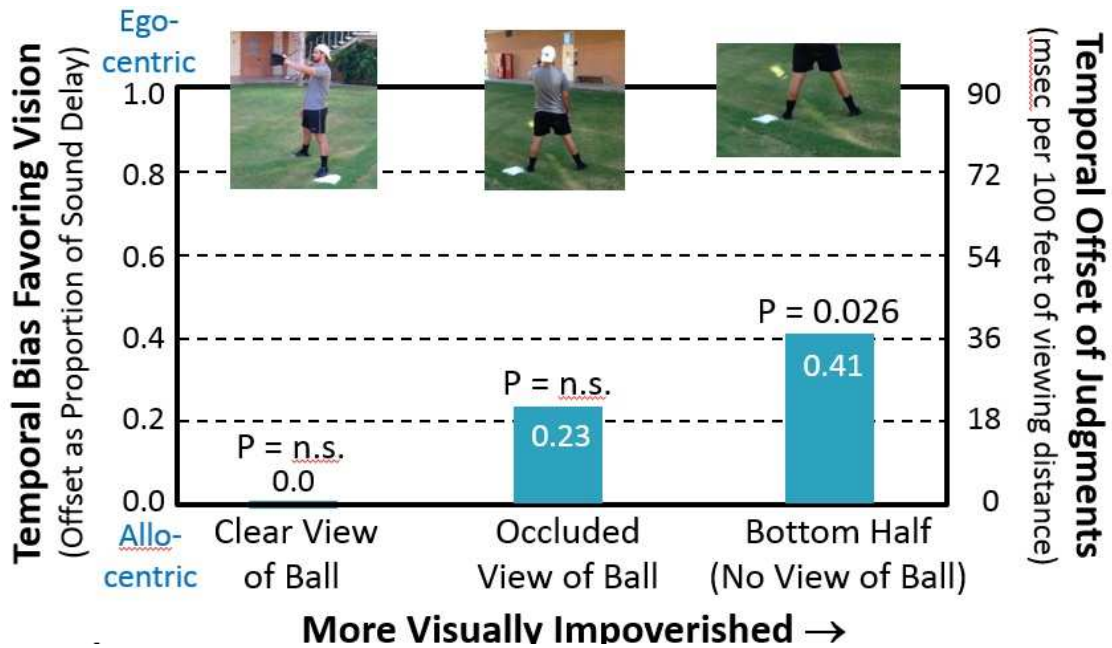 Temporal Bias Favoring Vision
(Offset as Proportion of Sound Delay)
Ego-
centric
1.0
0.8
0.6
0.4
0.2
0.0
Allo-
centric
P = n.s.
0.0
P = n.s.
0.23
P = 0.026
0.41
90
72
54
36
18
0
Temporal Offset of Judgments
(msec per 100 feet of viewing distance)
Clear View
of Ball
Occluded
View of Ball
Bottom Half
(No View of Ball)
More Visually Impoverished →